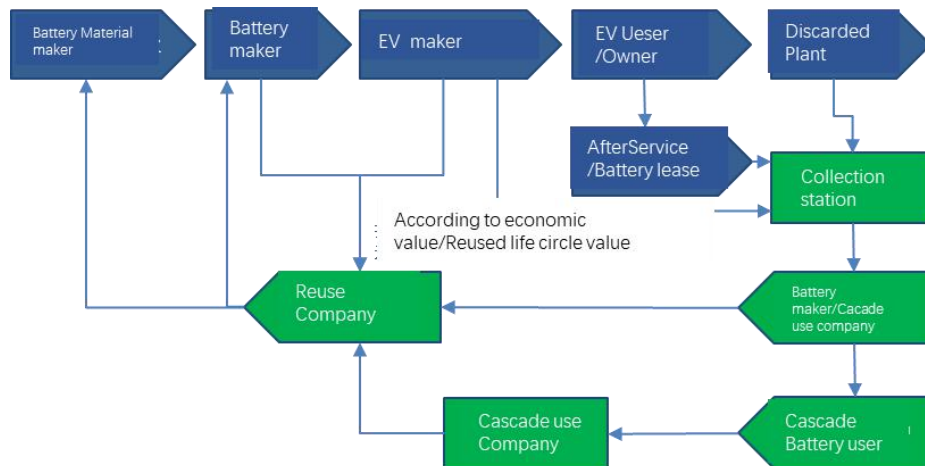 Battery Material
maker
Battery
maker
EV maker
EV Ueser
/Owner
Discarded
Plant
AfterService
/Battery lease
Collection
station
According to economic
value/Reused life circle value
Reuse
Company
Battery
maker/Cacade
use company
Cascade use
Company
Cascade
Battery user